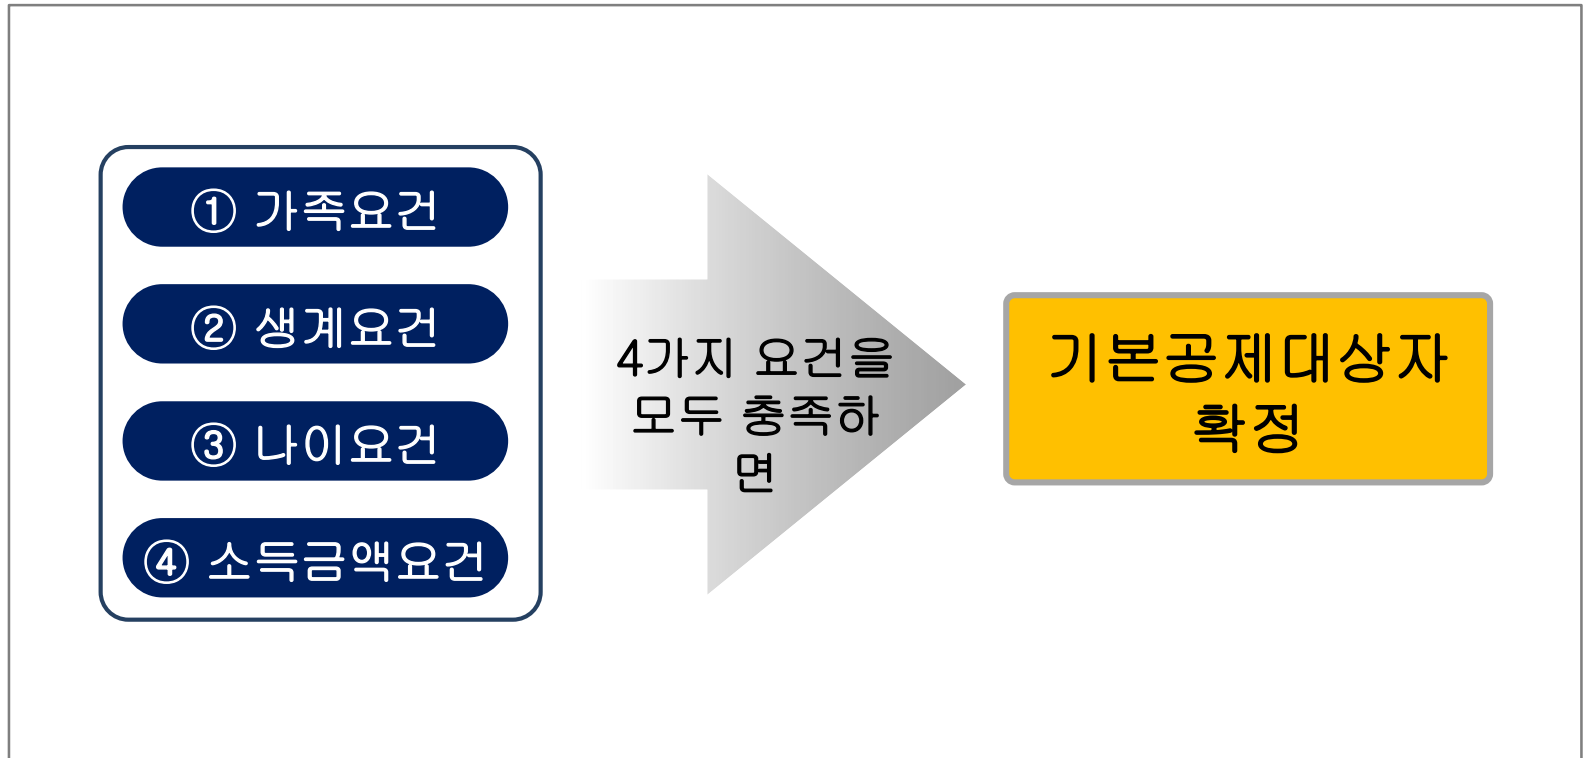 ① 가족요건
② 생계요건
③ 나이요건
④ 소득금액요건
4가지 요건을
모두 충족하
면
기본공제대상자
확정